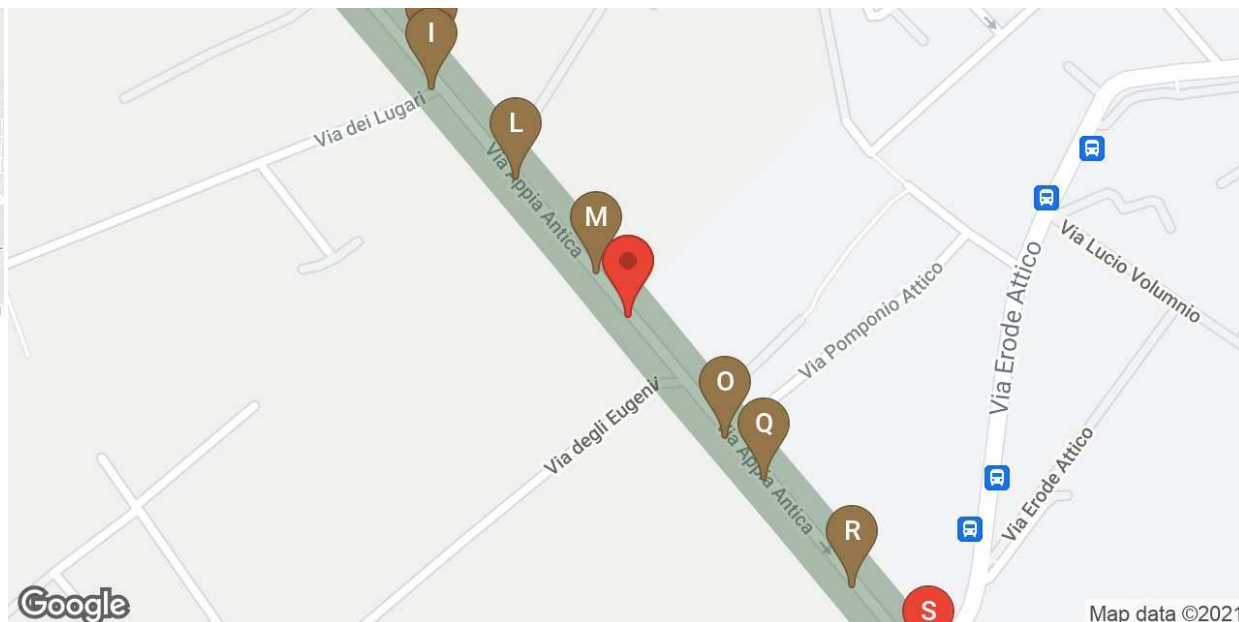 I
Via dei Lugari
L
Via Appia Antica
M
Via Lucio Volumnio
Via Pomponio Attico
Via Erode Attico
O
Q
Via degli Eugenii
Via Appia Antica
Via Erode Attico
R
S
Google
Map data ©2021